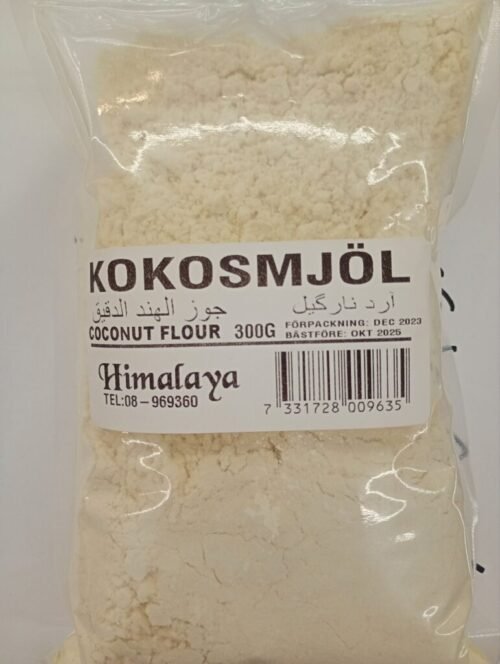 KOKOSMJÖL
جوز الهند الدقيق آرد نارگیل
COCONUT FLOUR 300G
FÖRPACKNING: DEC 2023
BÄSTFÖRE: OKT 2025
Himalaya
TEL:08-969360
7 331728 009635